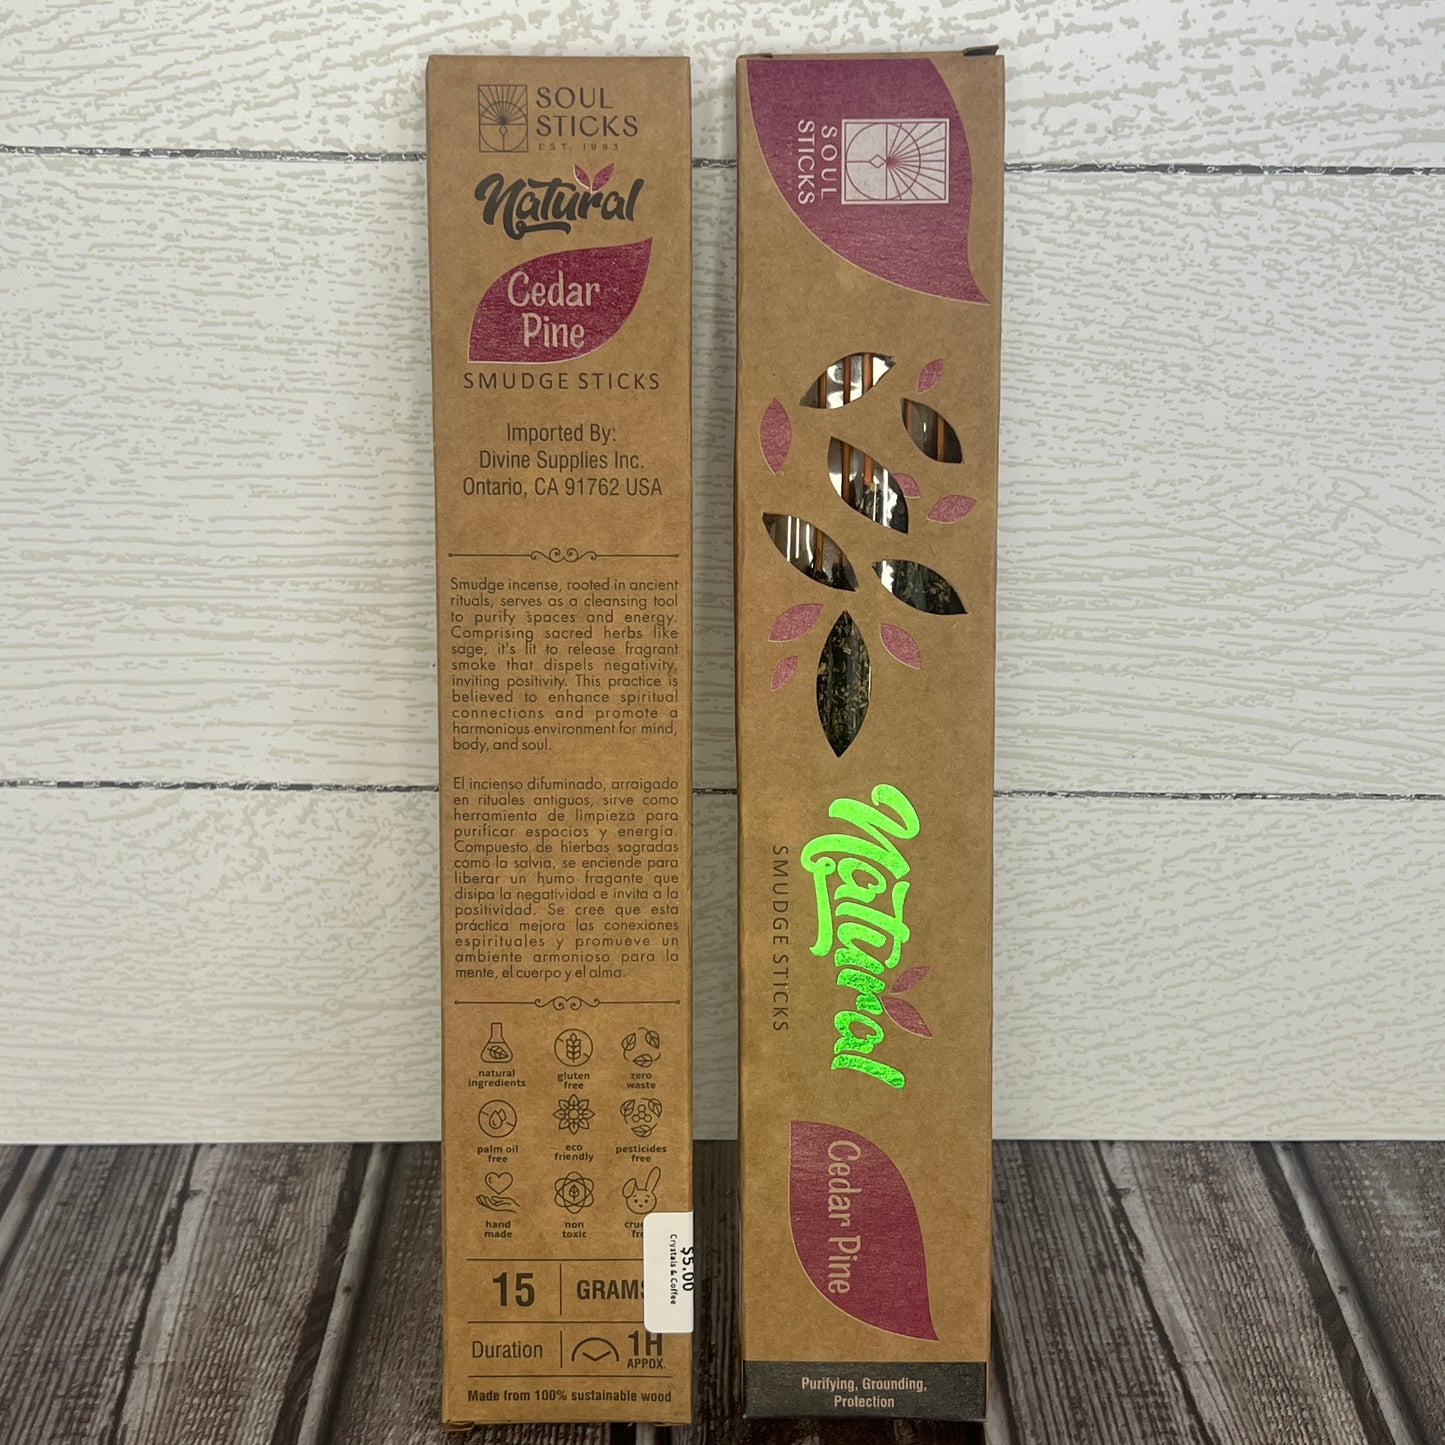 SOUL
STICKS
EST. 1993
Natural
Cedar
Pine
SMUDGE STICKS
Imported By:
Divine Supplies Inc.
Ontario, CA 91762 USA
Smudge incense, rooted in ancient
rituals, serves as a cleansing tool
to purify spaces and energy.
Comprising sacred herbs like
sage, it's lit to release fragrant
smoke that dispels negativity,
inviting positivity. This practice is
believed to enhance spiritual
connections and promote a
harmonious environment for mind,
body, and soul.
El incienso difuminado, arraigado
en rituales antiguos, sirve como
herramienta de limpieza para
purificar espacios y energía.
Compuesto de hierbas sagradas
como la salvia, se enciende para
liberar un humo fragante que
disipa la negatividad e invita a la
positividad. Se cree que esta
práctica mejora las conexiones
espirituales y promueve un
ambiente armonioso para la
mente, el cuerpo y el alma.
natural
ingredients
gluten
free
zero
waste
palm oil
free
eco
friendly
pesticides
free
hand
made
non
toxic
15
GRAMS
Duration
1H
APPROX.
Made from 100% sustainable wood
$5.00
Crystals & Coffee
SOUL
STICKS
Natural
SMUDGE STICKS
Cedar Pine
Purifying, Grounding,
Protection